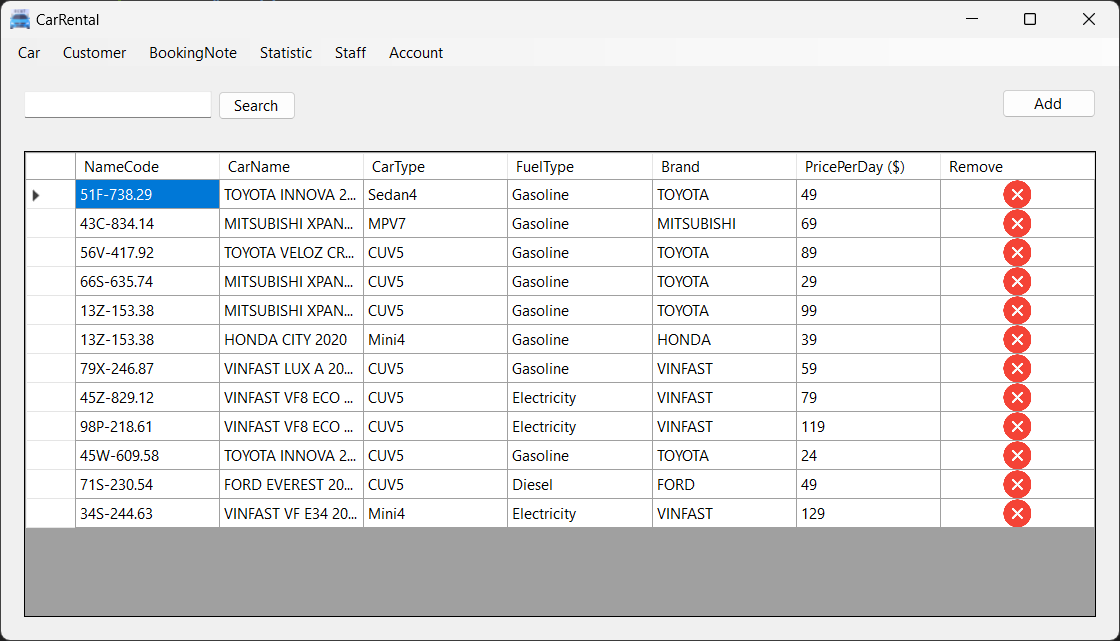 CarRental
Car Customer BookingNote Statistic Staff Account
Search Add
NameCode CarName CarType FuelType Brand PricePerDay ($) Remove
51F-738.29 TOYOTA INNOVA 2... Sedan4 Gasoline TOYOTA 49
43C-834.14 MITSUBISHI XPAN... MPV7 Gasoline MITSUBISHI 69
56V-417.92 TOYOTA VELOZ CR... CUV5 Gasoline TOYOTA 89
66S-635.74 MITSUBISHI XPAN... CUV5 Gasoline TOYOTA 29
13Z-153.38 MITSUBISHI XPAN... CUV5 Gasoline TOYOTA 99
13Z-153.38 HONDA CITY 2020 Mini4 Gasoline HONDA 39
79X-246.87 VINFAST LUX A 20... CUV5 Gasoline VINFAST 59
45Z-829.12 VINFAST VF8 ECO ... CUV5 Electricity VINFAST 79
98P-218.61 VINFAST VF8 ECO ... CUV5 Electricity VINFAST 119
45W-609.58 TOYOTA INNOVA 2... CUV5 Gasoline TOYOTA 24
71S-230.54 FORD EVEREST 20... CUV5 Diesel FORD 49
34S-244.63 VINFAST VF E34 20... Mini4 Electricity VINFAST 129